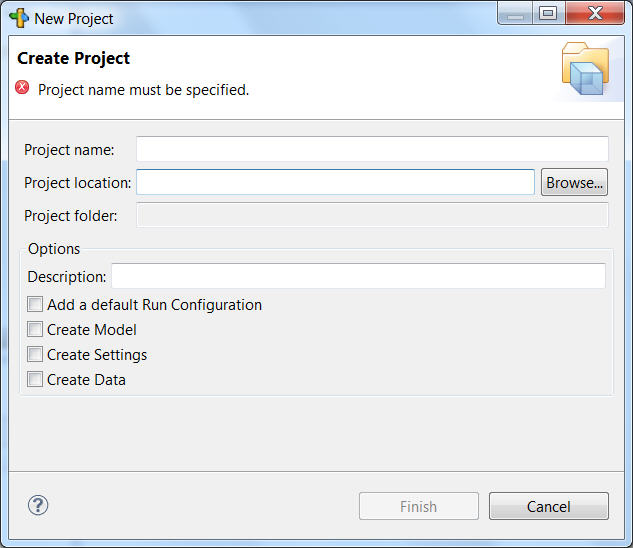 New Project
Create Project
Project name must be specified.
Project name:
Project location:
Browse...
Project folder:
Options
Description:
Add a default Run Configuration
Create Model
Create Settings
Create Data
?
Finish
Cancel